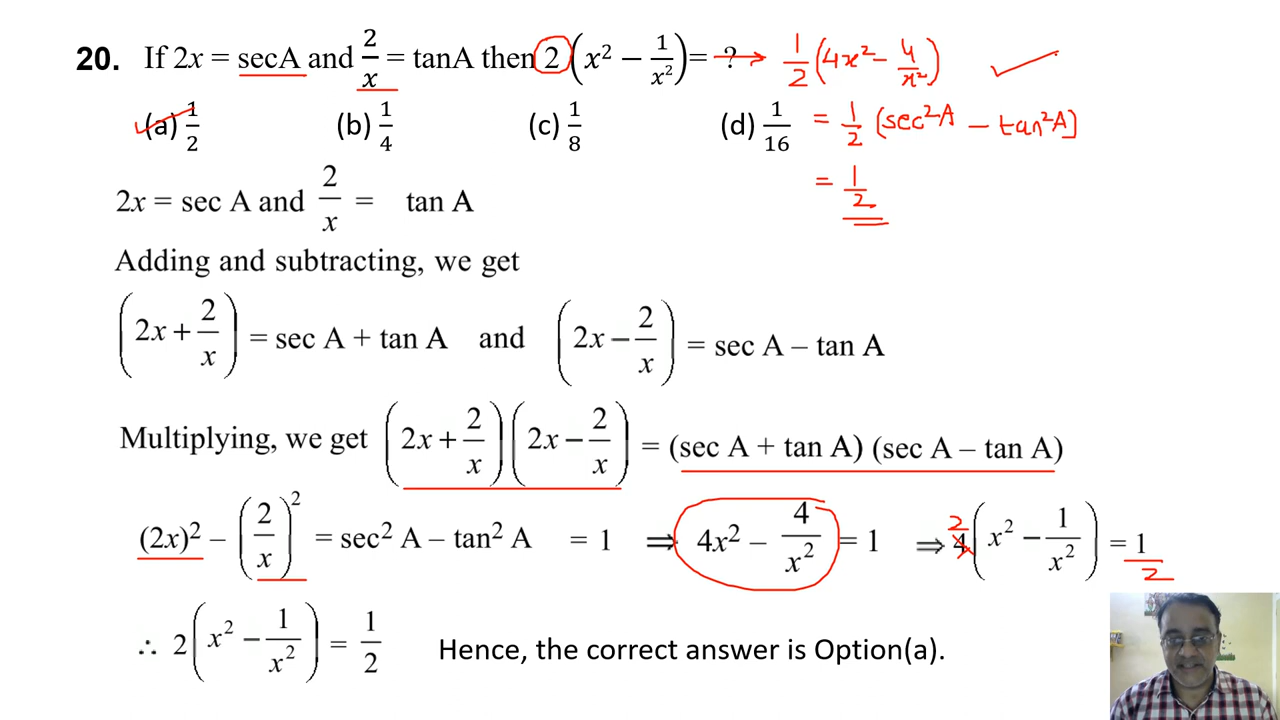 20. If 2x = secA and 2/x = tanA then 2(x² − 1/x²) = ? → 1/2 (4x² − 4/x²) ✓
(a) 1/2 (b) 1/4 (c) 1/8 (d) 1/16 = 1/2 (sec²A − tan²A)
= 1/2
2x = sec A and 2/x = tan A
Adding and subtracting, we get
(2x + 2/x) = sec A + tan A and (2x − 2/x) = sec A – tan A
Multiplying, we get (2x + 2/x)(2x − 2/x) = (sec A + tan A) (sec A – tan A)
(2x)² – (2/x)² = sec² A – tan² A = 1 ⇒ 4x² – 4/x² = 1 ⇒ 2 4(x² − 1/x²) = 1 2
∴ 2(x² − 1/x²) = 1/2 Hence, the correct answer is Option(a).